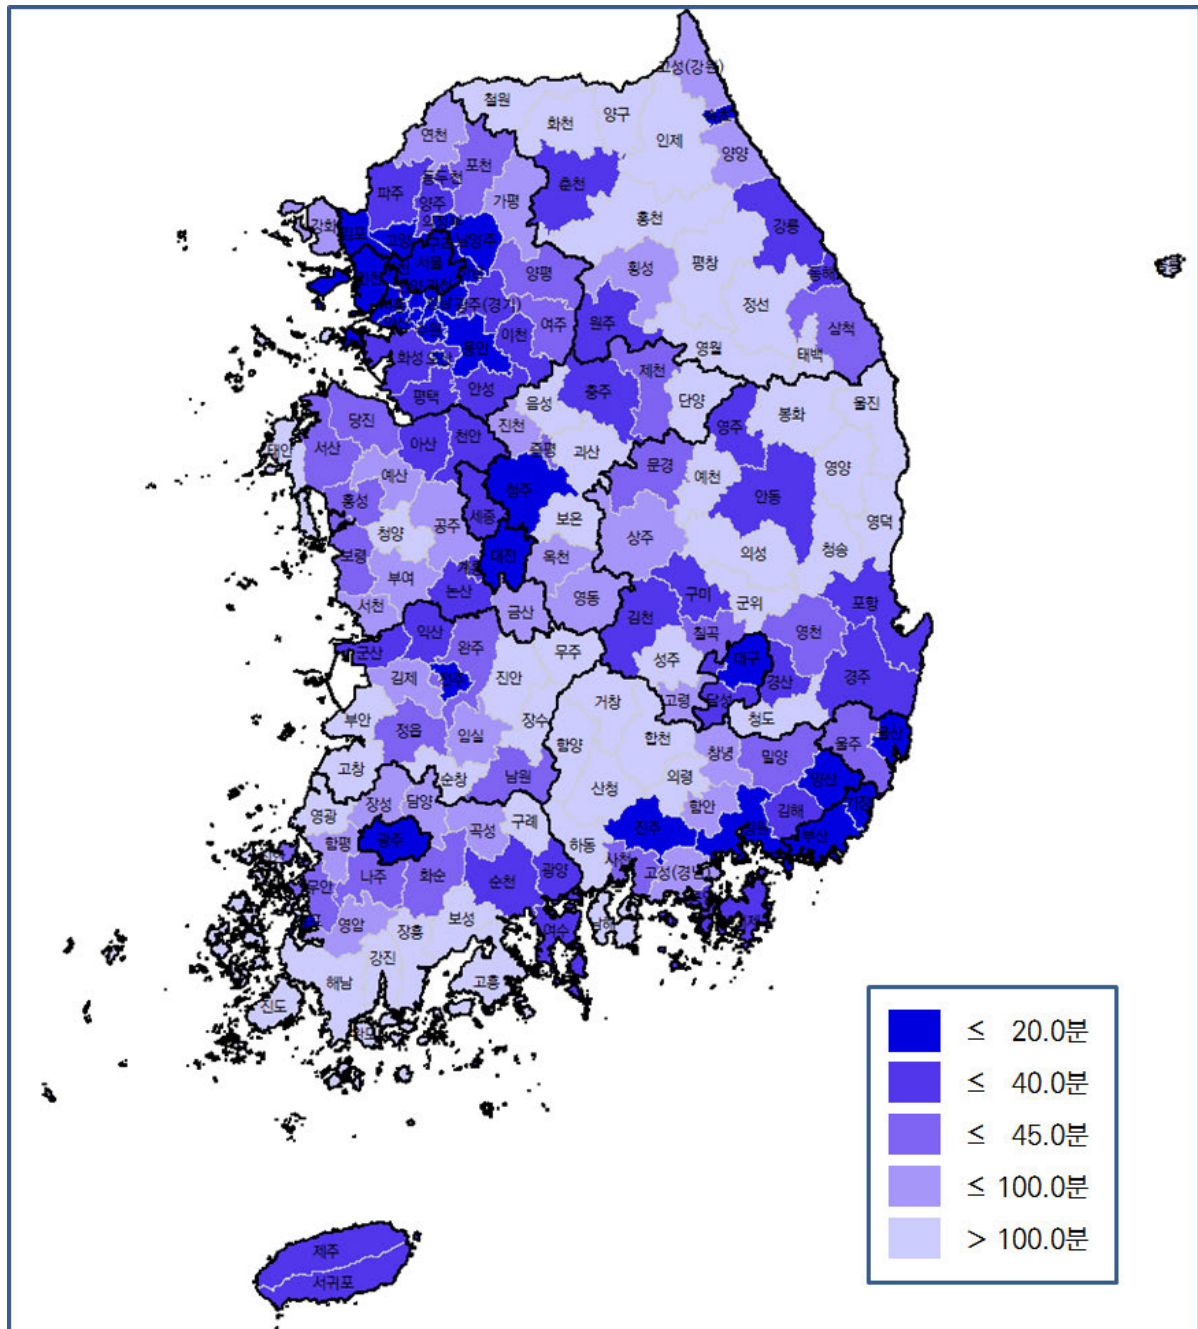 고성(강원)
철원
화천
양구
인제
연천
포천
양양
동두천
파주
춘천
양주
가평
강화
홍천
강릉
고양
남양주
서울
횡성
평창
동해
양평
정선
광주(경기)
여주
원주
이천
삼척
용인
영월
태백
화성
오산
제천
평택
안성
충주
단양
음성
울진
봉화
당진
진천
영주
아산
천안
서산
증평
괴산
태안
예산
문경
예천
영양
청주
안동
홍성
세종
공주
보은
영덕
청양
상주
의성
청송
보령
대전
옥천
부여
계룡
논산
구미
군위
포항
서천
금산
영동
김천
익산
칠곡
영천
완주
군산
무주
성주
대구
김제
전주
진안
경산
경주
고령
달성
거창
부안
장수
청도
정읍
임실
함양
합천
울산
울주
창녕
밀양
고창
순창
남원
의령
양산
산청
장성
담양
함안
김해
기장
영광
곡성
구례
진주
창원
부산
함평
광주
하동
사천
고성(경남)
나주
화순
순천
광양
무안
영암
보성
여수
남해
장흥
강진
해남
고흥
진도
≤ 20.0분
≤ 40.0분
≤ 45.0분
≤ 100.0분
> 100.0분
제주
서귀포